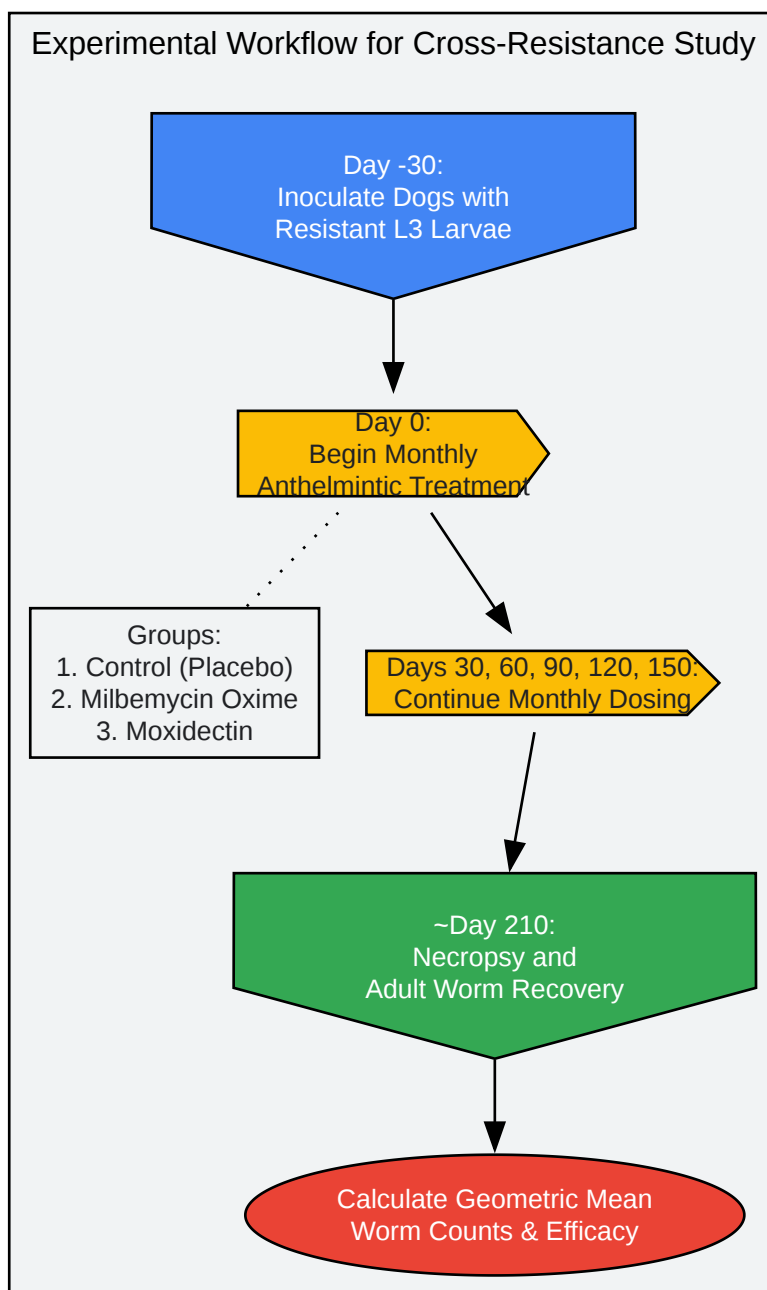 Experimental Workflow for Cross-Resistance Study
Day -30:
Inoculate Dogs with
Resistant L3 Larvae
Day 0:
Begin Monthly
Anthelmintic Treatment
Groups:
1. Control (Placebo)
2. Milbemycin Oxime
3. Moxidectin
Days 30, 60, 90, 120, 150:
Continue Monthly Dosing
~Day 210:
Necropsy and
Adult Worm Recovery
Calculate Geometric Mean
Worm Counts & Efficacy